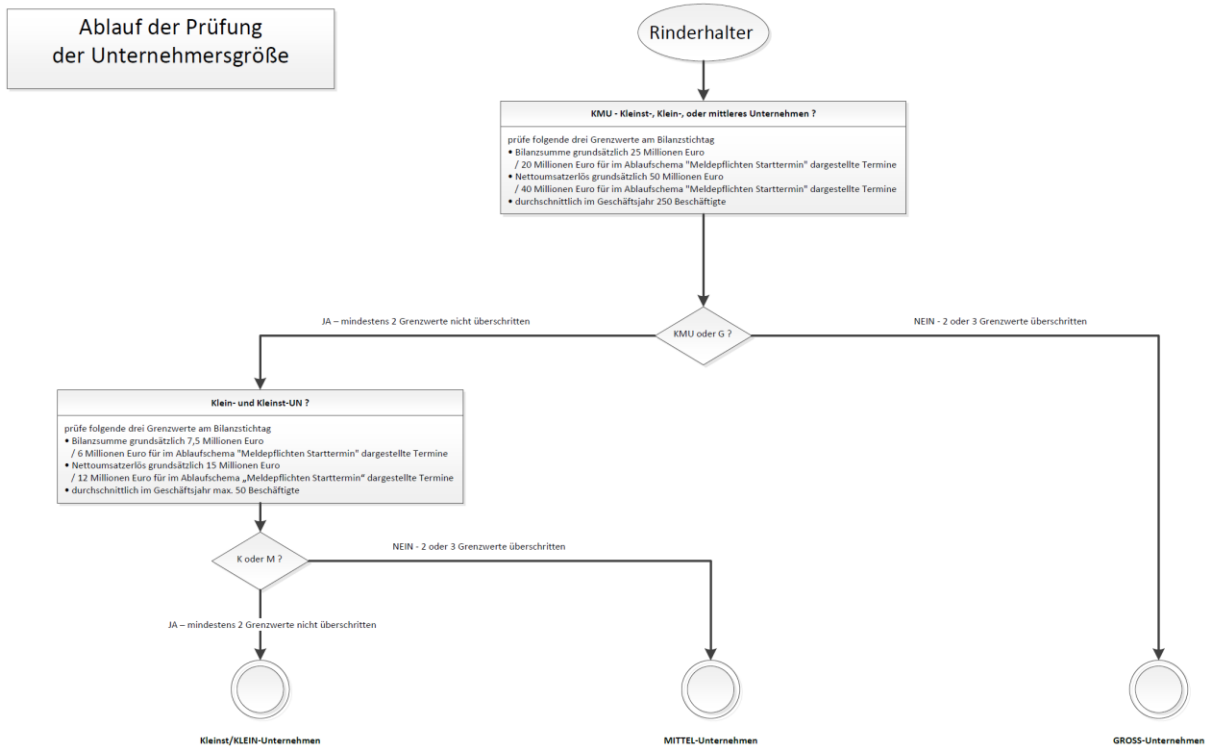 Ablauf der Prüfung
der Unternehmersgröße
Rinderhalter
KMU - Kleinst-, Klein-, oder mittleres Unternehmen ?
prüfe folgende drei Grenzwerte am Bilanzstichtag
• Bilanzsumme grundsätzlich 25 Millionen Euro
/ 20 Millionen Euro für im Ablaufschema "Meldepflichten Starttermin" dargestellte Termine
• Nettoumsatzerlös grundsätzlich 50 Millionen Euro
/ 40 Millionen Euro für im Ablaufschema "Meldepflichten Starttermin" dargestellte Termine
• durchschnittlich im Geschäftsjahr 250 Beschäftigte
JA – mindestens 2 Grenzwerte nicht überschritten
KMU oder G ?
NEIN - 2 oder 3 Grenzwerte überschritten
Klein- und Kleinst-UN ?
prüfe folgende drei Grenzwerte am Bilanzstichtag
• Bilanzsumme grundsätzlich 7,5 Millionen Euro
/ 6 Millionen Euro für im Ablaufschema "Meldepflichten Starttermin" dargestellte Termine
• Nettoumsatzerlös grundsätzlich 15 Millionen Euro
/ 12 Millionen Euro für im Ablaufschema „Meldepflichten Starttermin“ dargestellte Termine
• durchschnittlich im Geschäftsjahr max. 50 Beschäftigte
K oder M ?
NEIN - 2 oder 3 Grenzwerte überschritten
JA – mindestens 2 Grenzwerte nicht überschritten
Kleinst/KLEIN-Unternehmen
MITTEL-Unternehmen
GROSS-Unternehmen